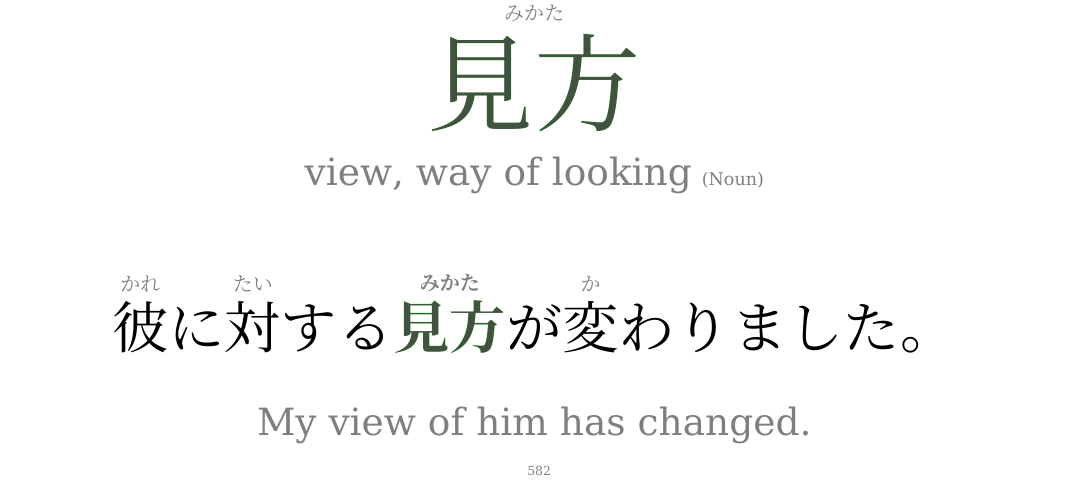 みかた
見方
view, way of looking (Noun)
かれ たい みかた か
彼に対する見方が変わりました。
My view of him has changed.
582